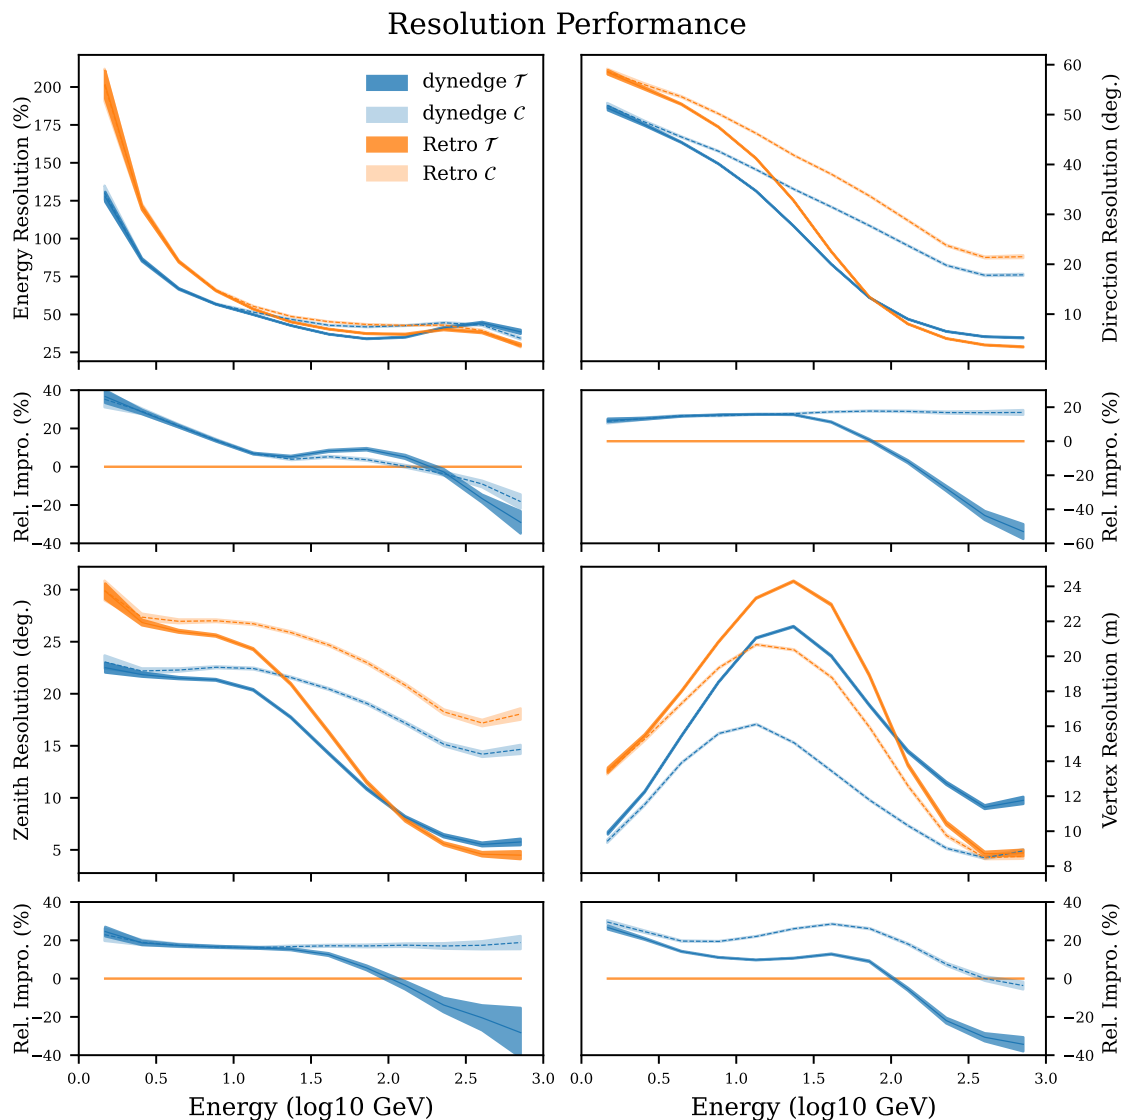 Resolution Performance
Energy Resolution (%)
200
175
150
125
100
75
50
25
dynedge 𝒯
dynedge 𝒞
Retro 𝒯
Retro 𝒞
60
50
40
30
20
10
Direction Resolution (deg.)
Rel. Impro. (%)
40
20
0
−20
−40
20
0
−20
−40
−60
Rel. Impro. (%)
Zenith Resolution (deg.)
30
25
20
15
10
5
24
22
20
18
16
14
12
10
8
Vertex Resolution (m)
Rel. Impro. (%)
40
20
0
−20
−40
40
20
0
−20
−40
Rel. Impro. (%)
0.0 0.5 1.0 1.5 2.0 2.5 3.0
0.0 0.5 1.0 1.5 2.0 2.5 3.0
Energy (log10 GeV)
Energy (log10 GeV)